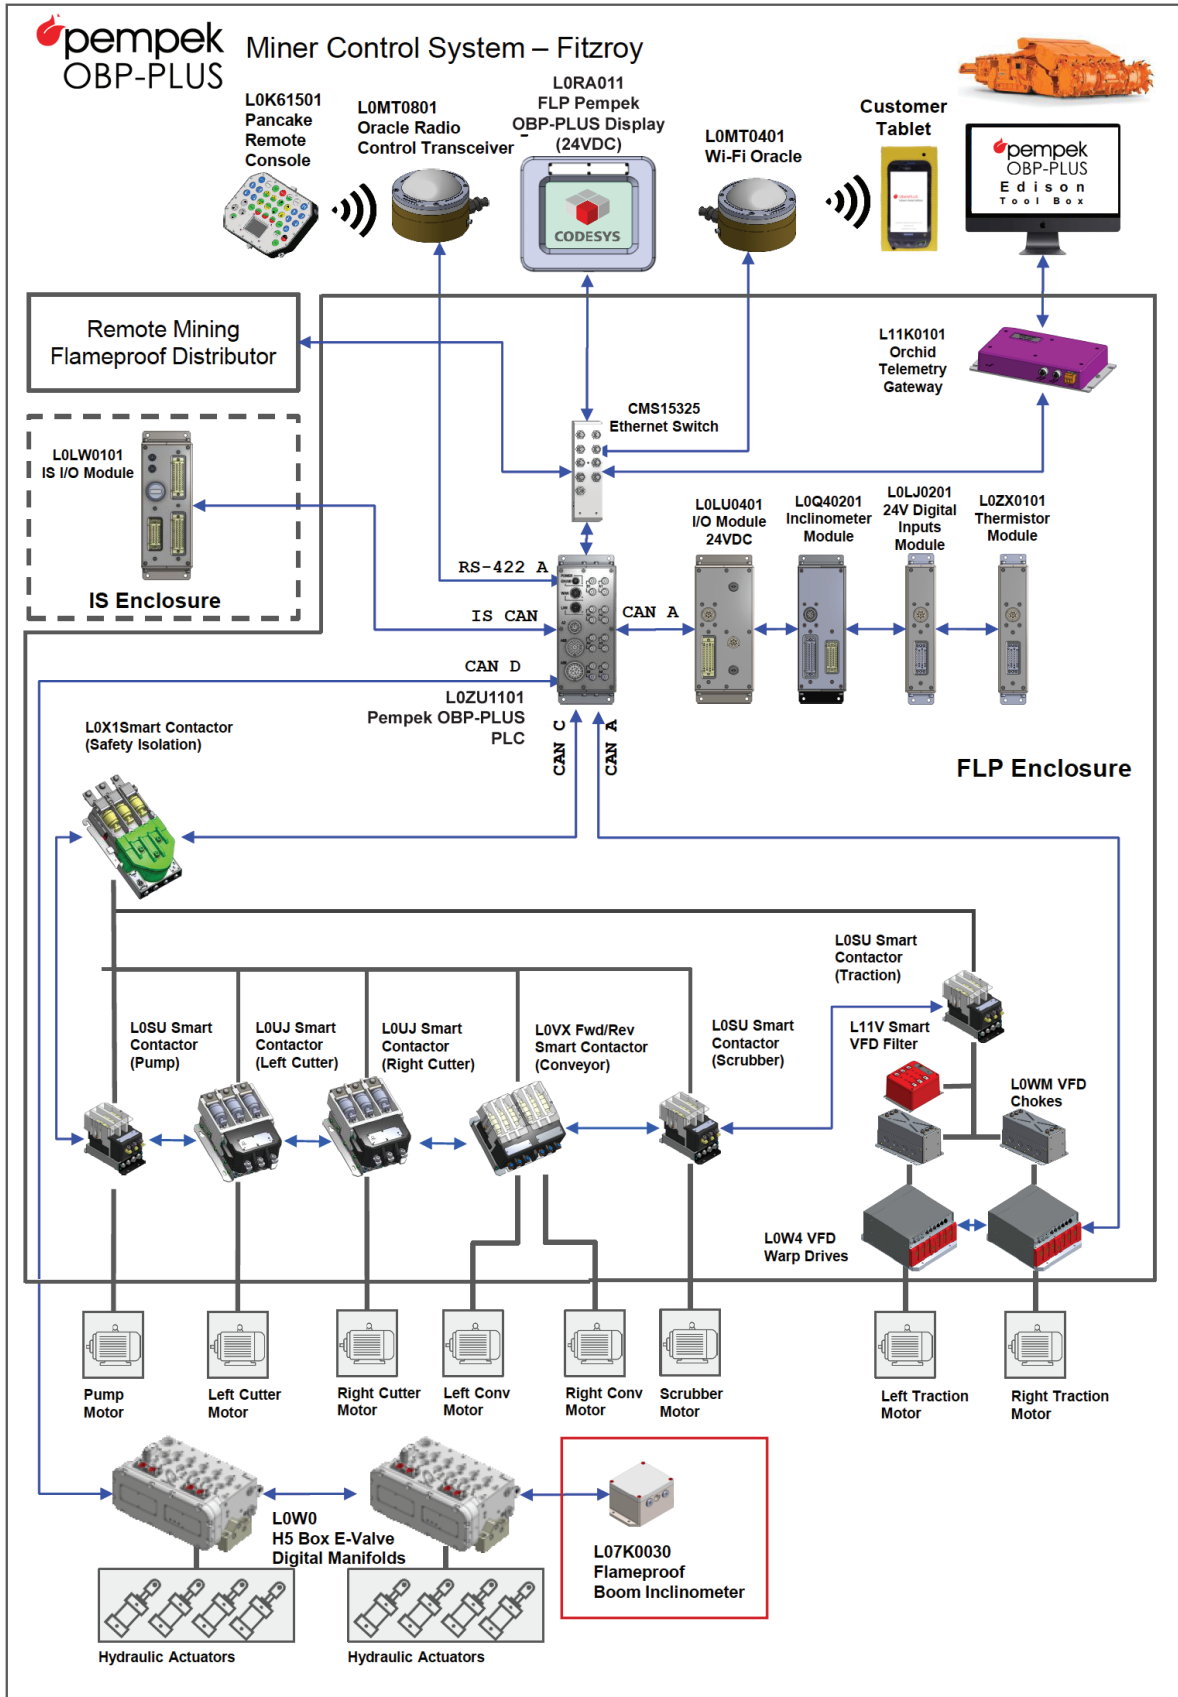 pempek
OBP-PLUS
Miner Control System – Fitzroy
L0K61501
Pancake
Remote
Console
L0MT0801
Oracle Radio
Control Transceiver
L0RA011
FLP Pempek
OBP-PLUS Display
(24VDC)
CODESYS
L0MT0401
Wi-Fi Oracle
Customer
Tablet
pempek
OBP-PLUS
Edison
Tool Box
Remote Mining
Flameproof Distributor
L11K0101
Orchid
Telemetry
Gateway
CMS15325
Ethernet Switch
L0LW0101
IS I/O Module
IS Enclosure
L0LU0401
I/O Module
24VDC
L0Q40201
Inclinometer
Module
L0LJ0201
24V Digital
Inputs
Module
L0ZX0101
Thermistor
Module
RS-422 A
IS CAN
CAN A
CAN D
L0ZU1101
Pempek OBP-PLUS
PLC
CAN C
CAN A
FLP Enclosure
L0X1Smart Contactor
(Safety Isolation)
L0SU Smart
Contactor
(Traction)
L0SU Smart
Contactor
(Pump)
L0UJ Smart
Contactor
(Left Cutter)
L0UJ Smart
Contactor
(Right Cutter)
L0VX Fwd/Rev
Smart Contactor
(Conveyor)
L0SU Smart
Contactor
(Scrubber)
L11V Smart
VFD Filter
L0WM VFD
Chokes
L0W4 VFD
Warp Drives
Pump
Motor
Left Cutter
Motor
Right Cutter
Motor
Left Conv
Motor
Right Conv
Motor
Scrubber
Motor
Left Traction
Motor
Right Traction
Motor
L0W0
H5 Box E-Valve
Digital Manifolds
L07K0030
Flameproof
Boom Inclinometer
Hydraulic Actuators
Hydraulic Actuators